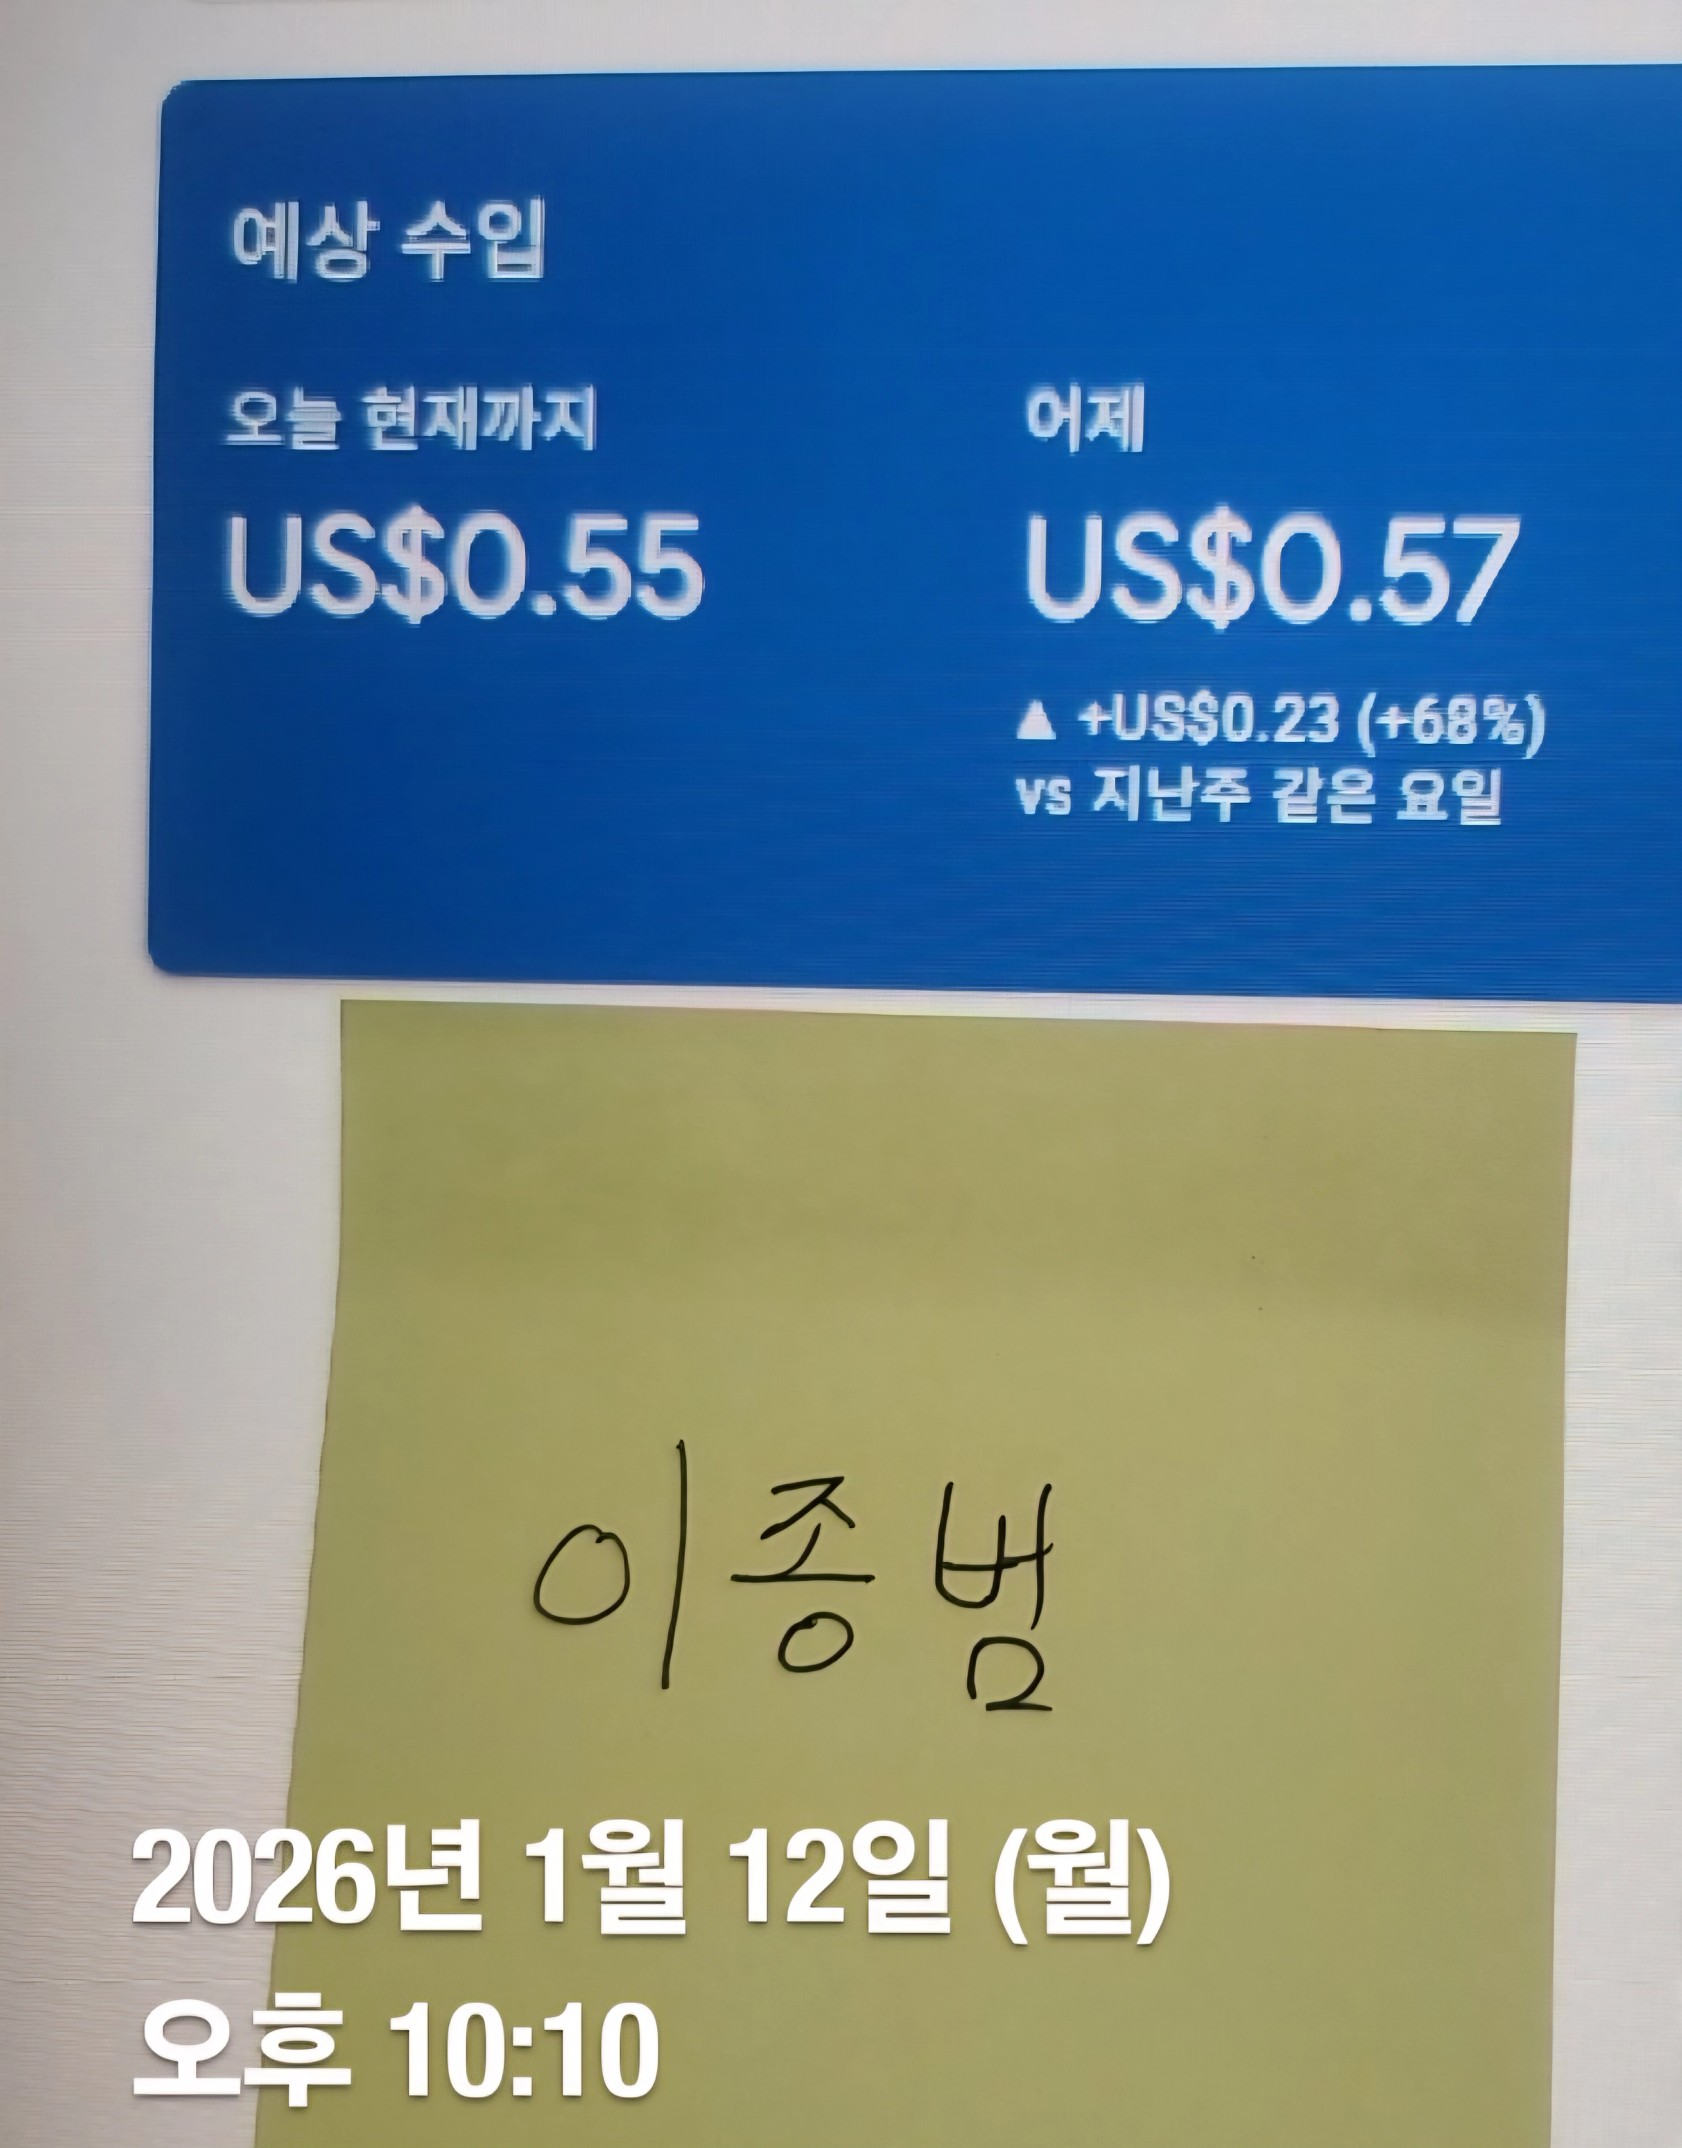 예상 수입
오늘 현재까지 어제
US$0.55 US$0.57
▲ +US$0.23 (+68%)
vs 지난주 같은 요일
이종범
2026년 1월 12일 (월)
오후 10:10